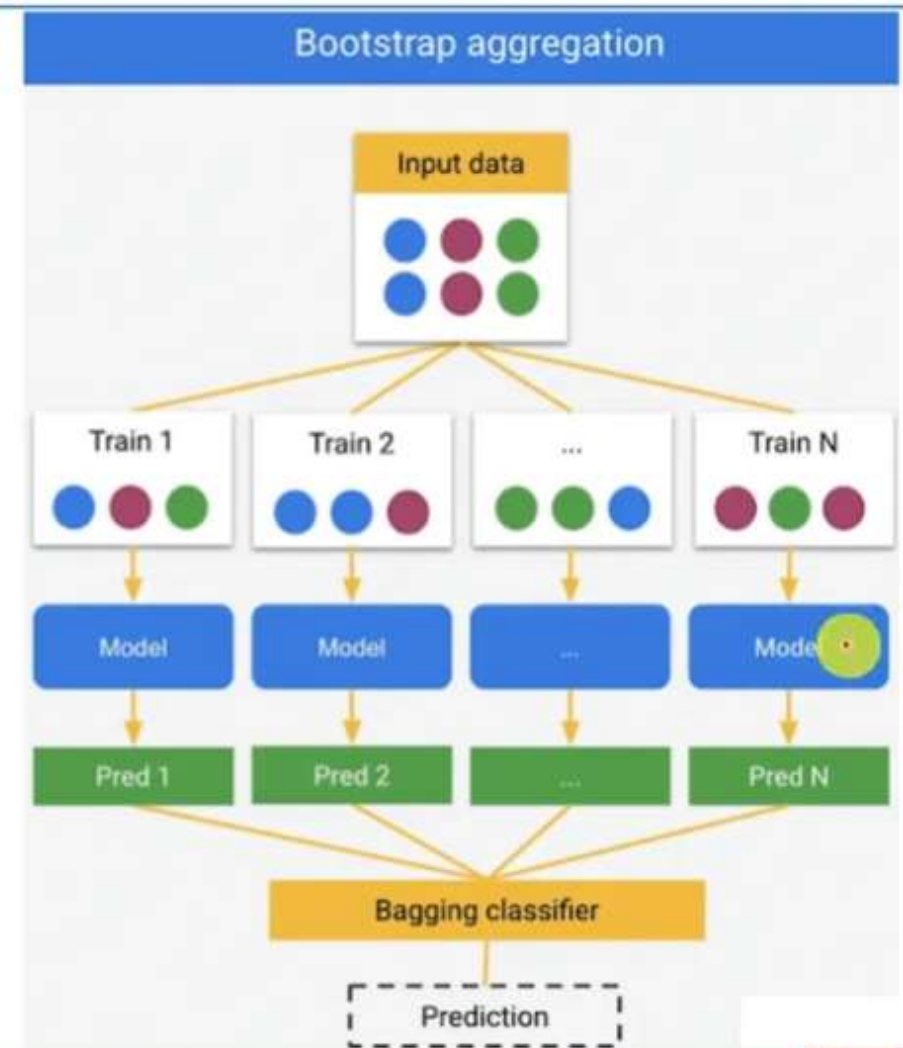 Bootstrap aggregation
Input data
Train 1
Train 2
...
Train N
Model
Model
...
Mode
Pred 1
Pred 2
...
Pred N
Bagging classifier
Prediction